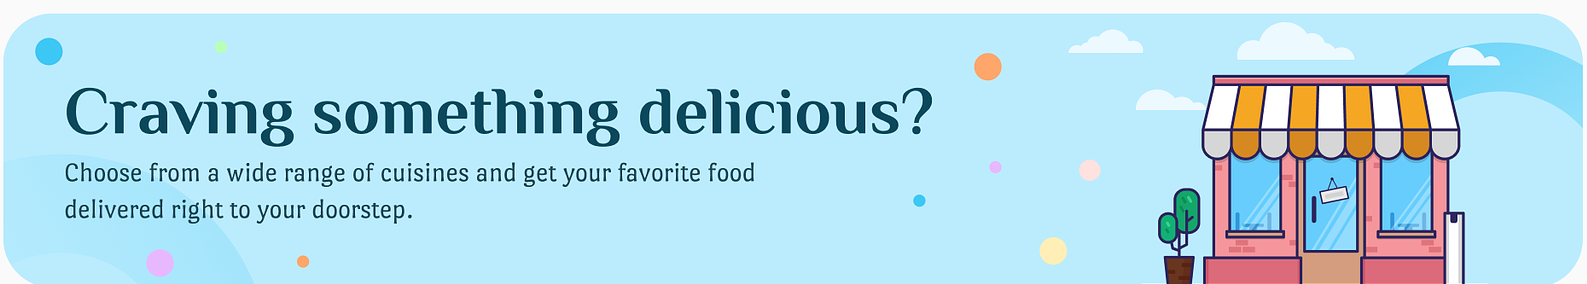 Craving something delicious?
Choose from a wide range of cuisines and get your favorite food
delivered right to your doorstep.